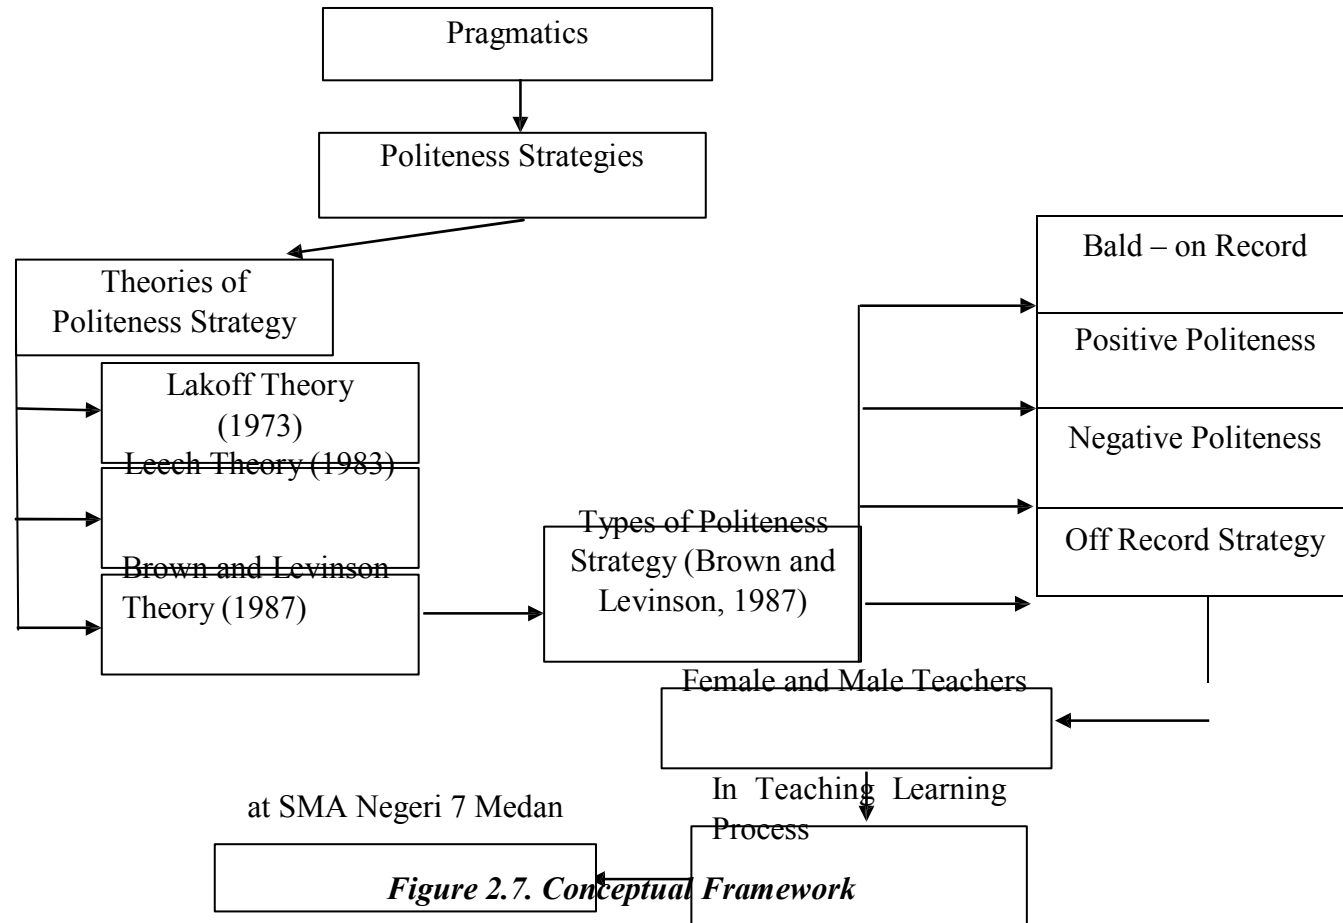 Pragmatics
Politeness Strategies
Theories of
Politeness Strategy
Lakoff Theory
(1973)
Leech Theory (1983)
Brown and Levinson
Theory (1987)
Types of Politeness
Strategy (Brown and
Levinson, 1987)
Bald – on Record
Positive Politeness
Negative Politeness
Off Record Strategy
Female and Male Teachers
In Teaching Learning
Process
at SMA Negeri 7 Medan
Figure 2.7. Conceptual Framework